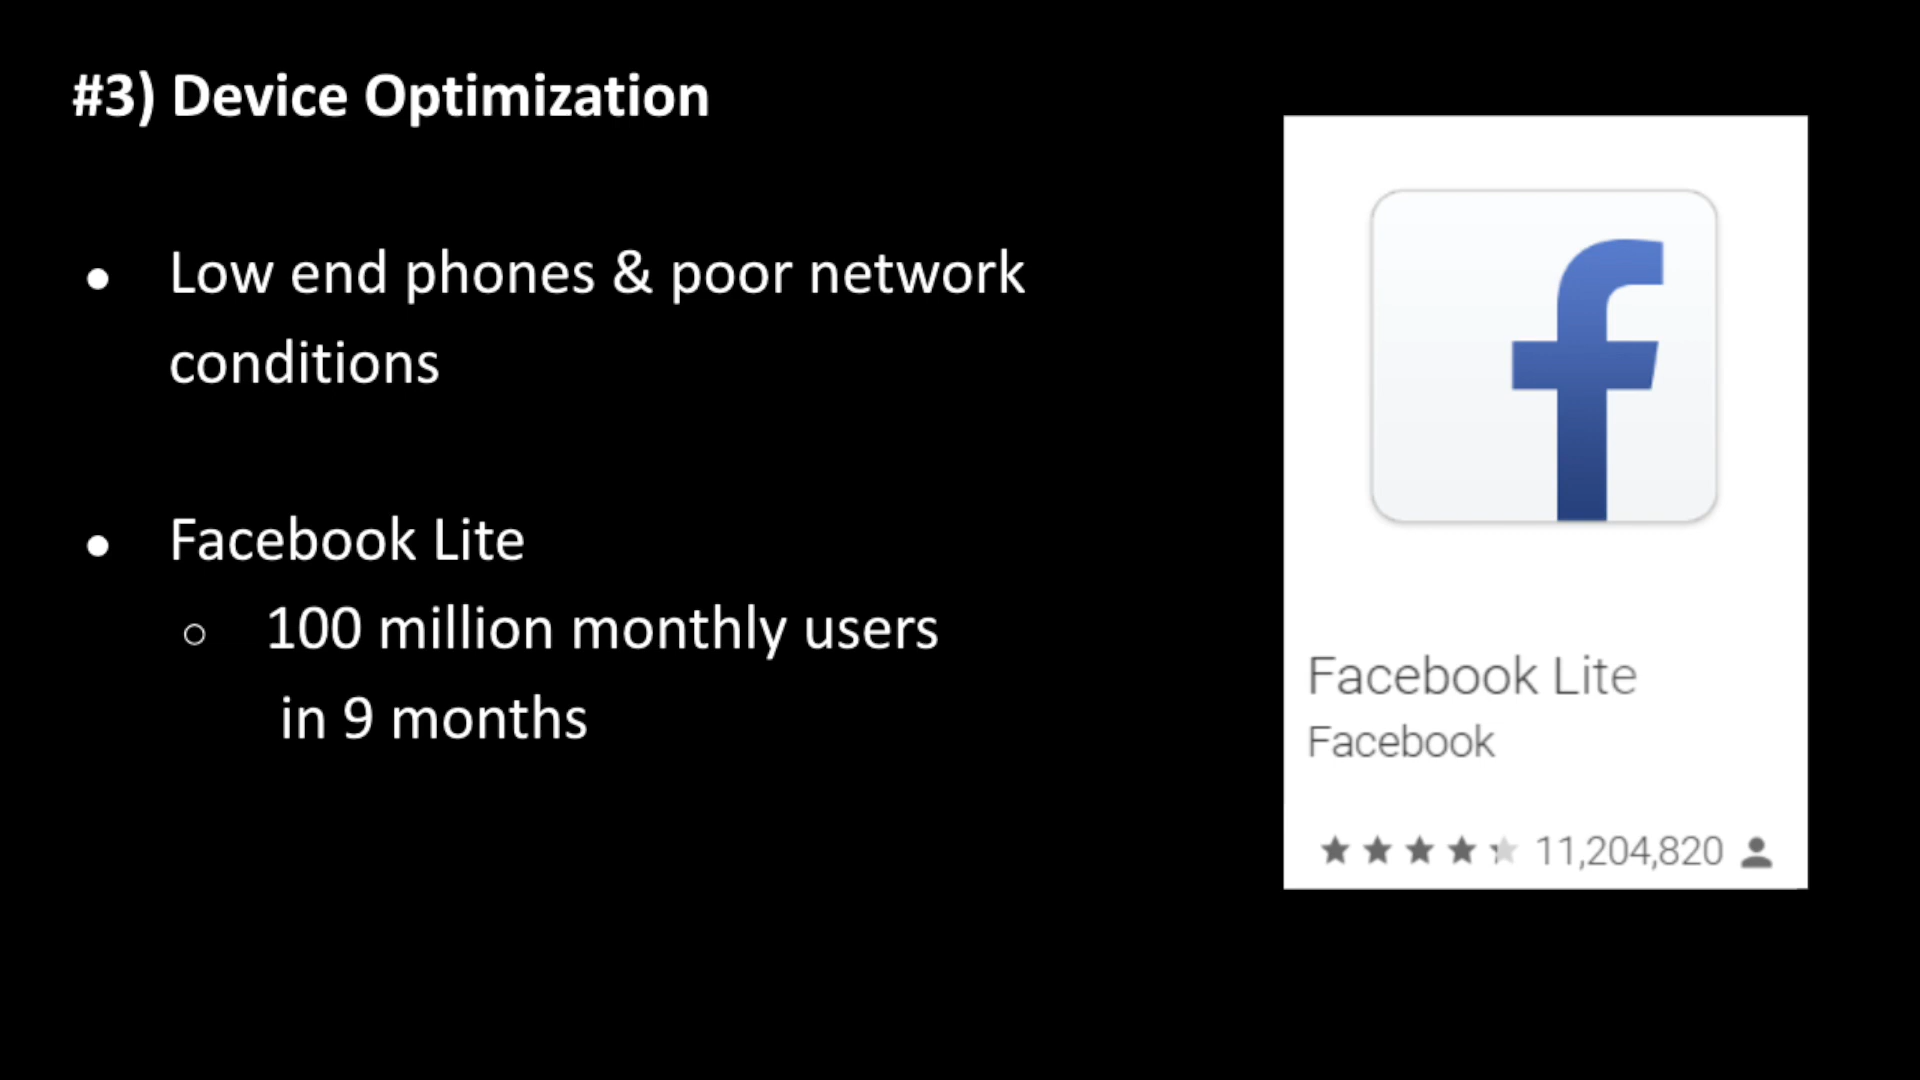 #3) Device Optimization
● Low end phones & poor network
conditions
● Facebook Lite
○ 100 million monthly users
in 9 months
f
Facebook Lite
Facebook
11,204,820